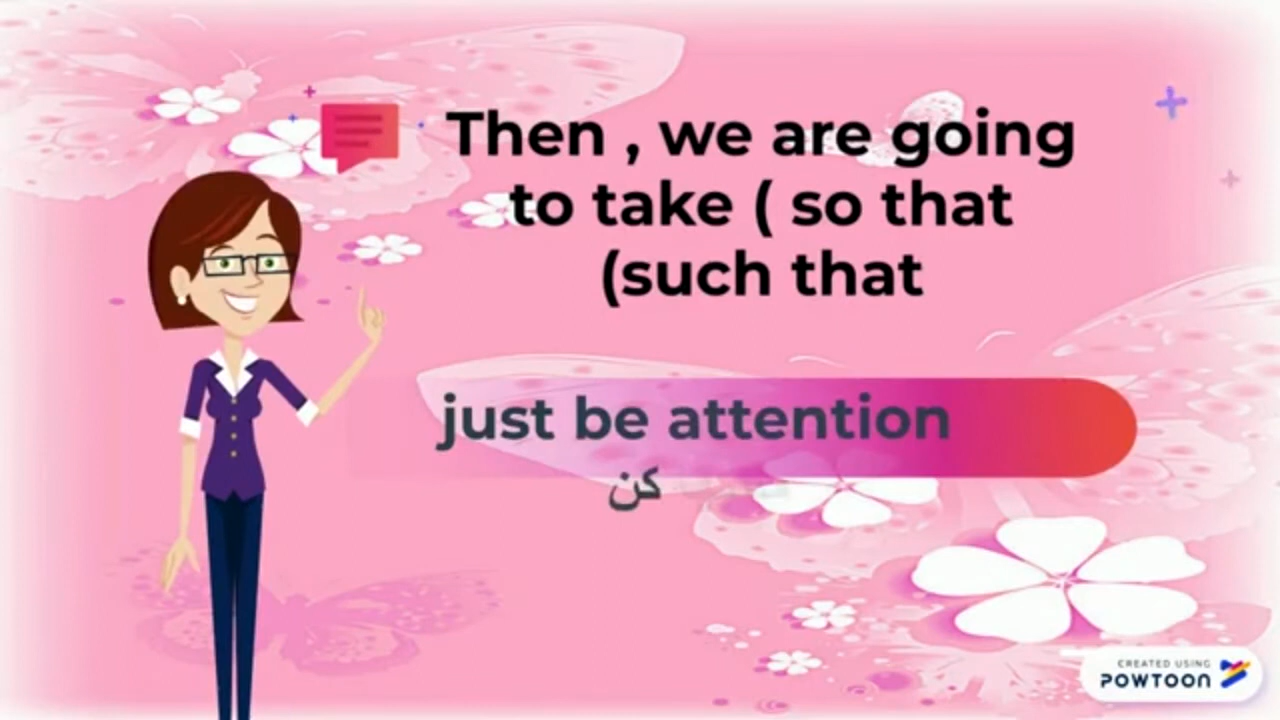 Then , we are going
to take ( so that
(such that
just be attention
كن
CREATED USING
POWTOON